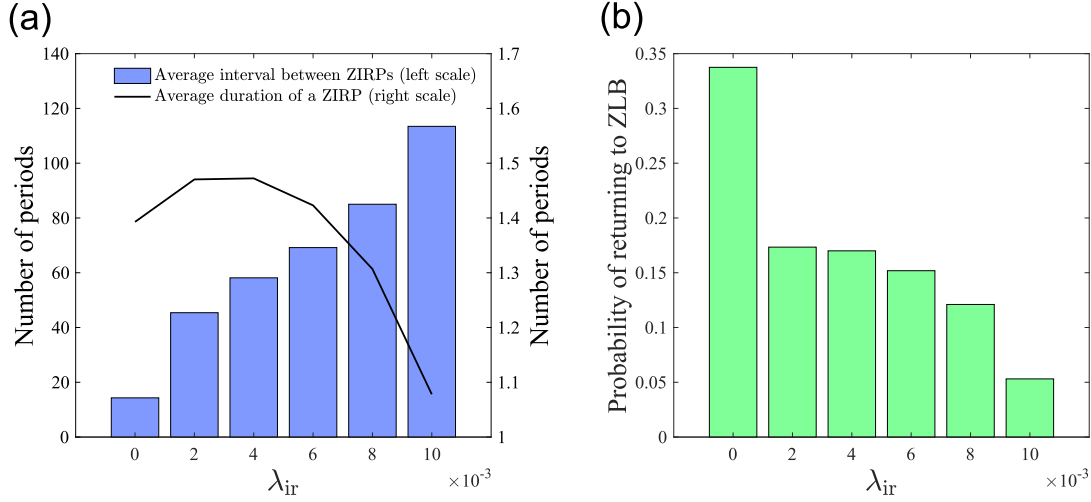 (a)
140
120
100
80
60
40
20
0
Number of periods
Average interval between ZIRPs (left scale)
Average duration of a ZIRP (right scale)
1.7
1.6
1.5
1.4
1.3
1.2
1.1
1
Number of periods
0 2 4 6 8 10
×10⁻³
λir
(b)
0.35
0.3
0.25
0.2
0.15
0.1
0.05
0
Probability of returning to ZLB
0 2 4 6 8 10
×10⁻³
λir